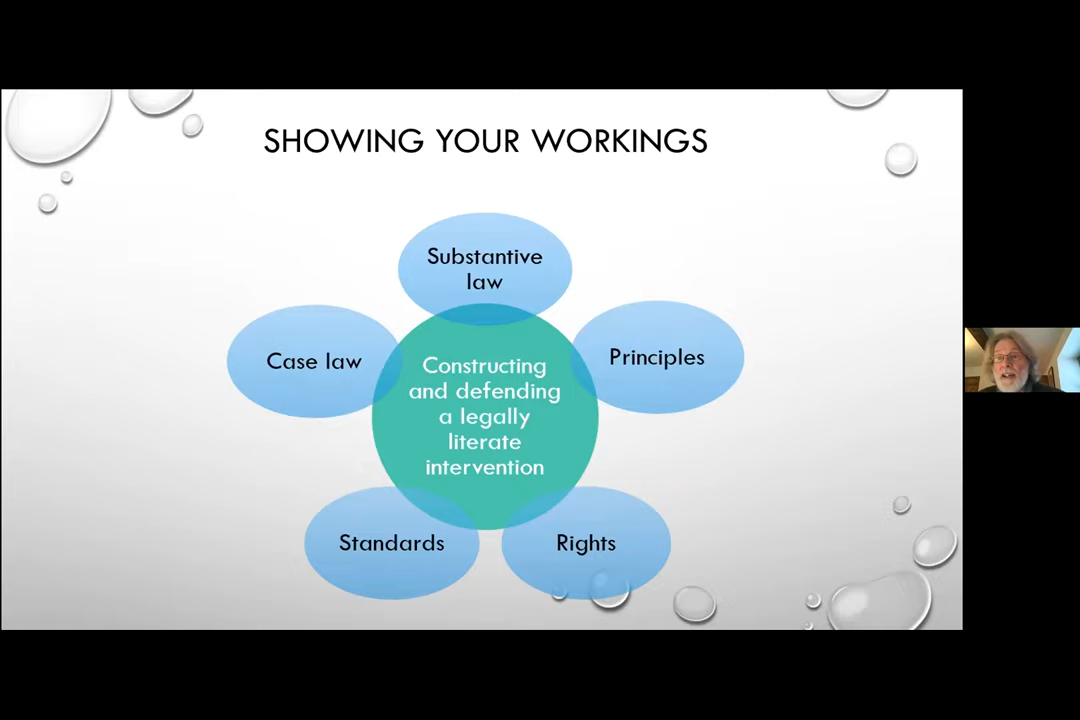 SHOWING YOUR WORKINGS
Substantive
law
Case law
Principles
Constructing
and defending
a legally
literate
intervention
Standards
Rights